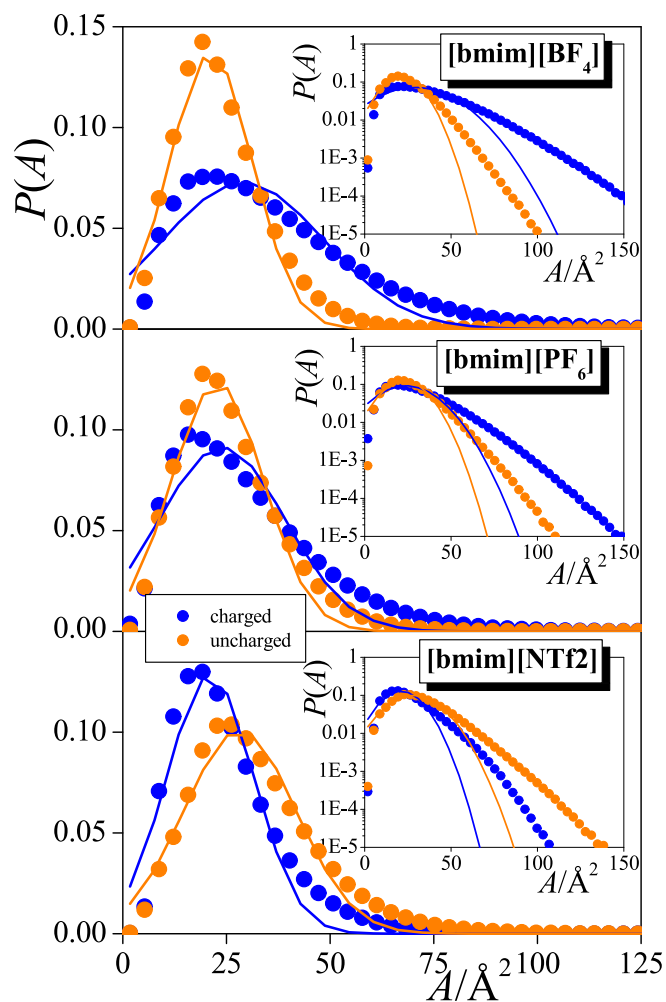 0.15
0.10
0.05
0.00
P(A)
[bmim][BF4]
1
0.1
0.01
1E-3
1E-4
1E-5
P(A)
0
50
100
150
A/Å2
0.10
0.05
0.00
[bmim][PF6]
1
0.1
0.01
1E-3
1E-4
1E-5
P(A)
0
50
100
150
A/Å2
charged
uncharged
0.10
0.05
0.00
[bmim][NTf2]
1
0.1
0.01
1E-3
1E-4
1E-5
P(A)
0
50
100
150
A/Å2
0
25
50
75
100
125
A/Å2